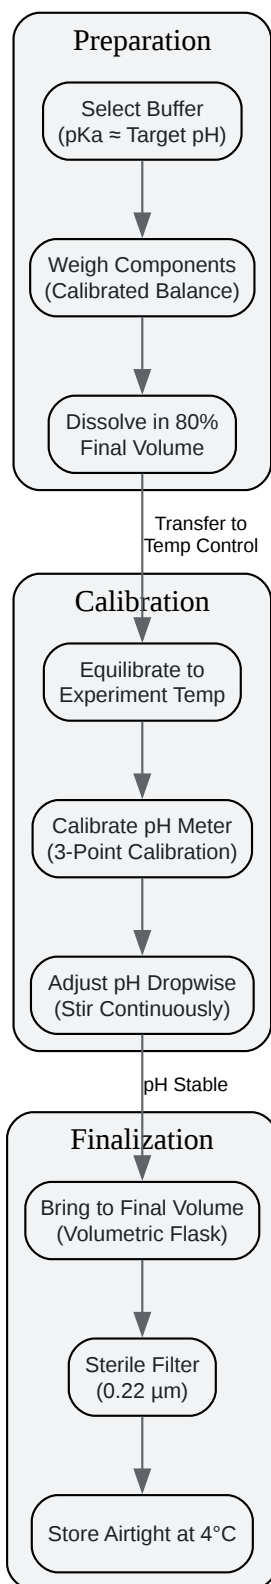 Preparation
Select Buffer
(pKa ≈ Target pH)
Weigh Components
(Calibrated Balance)
Dissolve in 80%
Final Volume
Transfer to
Temp Control
Calibration
Equilibrate to
Experiment Temp
Calibrate pH Meter
(3-Point Calibration)
Adjust pH Dropwise
(Stir Continuously)
pH Stable
Finalization
Bring to Final Volume
(Volumetric Flask)
Sterile Filter
(0.22 µm)
Store Airtight at 4°C